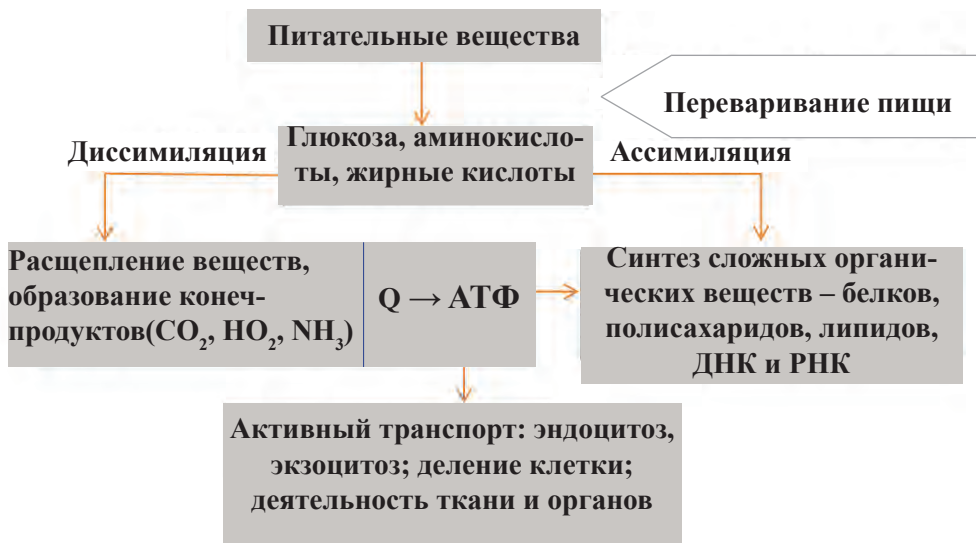 Питательные вещества
Переваривание пищи
Диссимиляция
Глюкоза, аминокисло-
ты, жирные кислоты
Ассимиляция
Расщепление веществ,
образование конеч-
продуктов(CO₂, HO₂, NH₃)
Q → АТФ
Синтез сложных органи-
ческих веществ – белков,
полисахаридов, липидов,
ДНК и РНК
Активный транспорт: эндоцитоз,
экзоцитоз; деление клетки;
деятельность ткани и органов